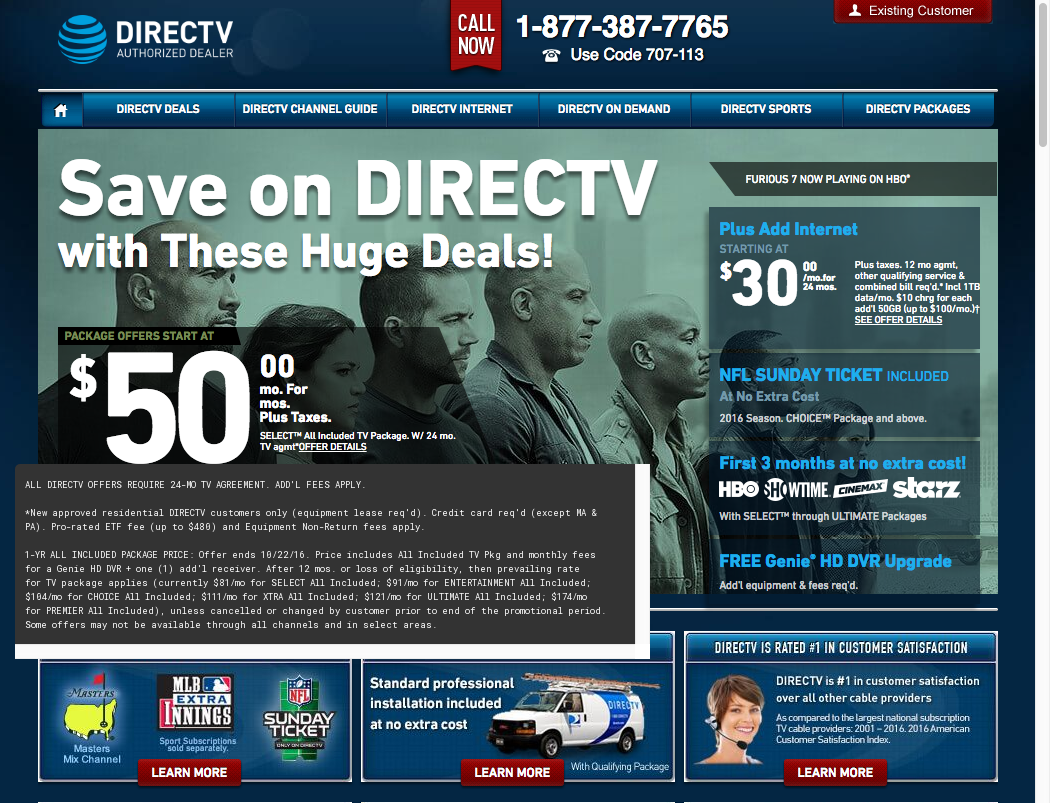 DIRECTV
AUTHORIZED DEALER
CALL
NOW
1-877-387-7765
Use Code 707-113
Existing Customer
DIRECTV DEALS
DIRECTV CHANNEL GUIDE
DIRECTV INTERNET
DIRECTV ON DEMAND
DIRECTV SPORTS
DIRECTV PACKAGES
Save on DIRECTV
with These Huge Deals!
PACKAGE OFFERS START AT
$50 00
mo. For
mos.
Plus Taxes.
SELECT™ All Included TV Package. W/ 24 mo.
TV agmt*OFFER DETAILS
FURIOUS 7 NOW PLAYING ON HBO*
Plus Add Internet
STARTING AT
$30 00
/mo.for
24 mos.
Plus taxes. 12 mo agmt,
other qualifying service &
combined bill req'd.* Incl 1TB
data/mo. $10 chrg for each
add'l 50GB (up to $100/mo.)†
SEE OFFER DETAILS
NFL SUNDAY TICKET INCLUDED
At No Extra Cost
2016 Season. CHOICE™ Package and above.
First 3 months at no extra cost!
HBO SHOWTIME CINEMAX starz
With SELECT™ through ULTIMATE Packages
FREE Genie® HD DVR Upgrade
Add'l equipment & fees req'd.
ALL DIRECTV OFFERS REQUIRE 24-MO TV AGREEMENT. ADD'L FEES APPLY.
*New approved residential DIRECTV customers only (equipment lease req'd). Credit card req'd (except MA &
PA). Pro-rated ETF fee (up to $480) and Equipment Non-Return fees apply.
1-YR ALL INCLUDED PACKAGE PRICE: Offer ends 10/22/16. Price includes All Included TV Pkg and monthly fees
for a Genie HD DVR + one (1) add'l receiver. After 12 mos. or loss of eligibility, then prevailing rate
for TV package applies (currently $81/mo for SELECT All Included; $91/mo for ENTERTAINMENT All Included;
$104/mo for CHOICE All Included; $111/mo for XTRA All Included; $121/mo for ULTIMATE All Included; $174/mo
for PREMIER All Included), unless cancelled or changed by customer prior to end of the promotional period.
Some offers may not be available through all channels and in select areas.
MASTERS
Masters
Mix Channel
MLB
EXTRA
INNINGS
Sport Subscriptions
sold separately.
NFL
SUNDAY
TICKET
ONLY ON DIRECTV
LEARN MORE
Standard professional
installation included
at no extra cost
DIRECTV
With Qualifying Package
LEARN MORE
DIRECTV IS RATED #1 IN CUSTOMER SATISFACTION
DIRECTV is #1 in customer satisfaction
over all other cable providers
As compared to the largest national subscription
TV cable providers: 2001 – 2016. 2016 American
Customer Satisfaction Index.
LEARN MORE